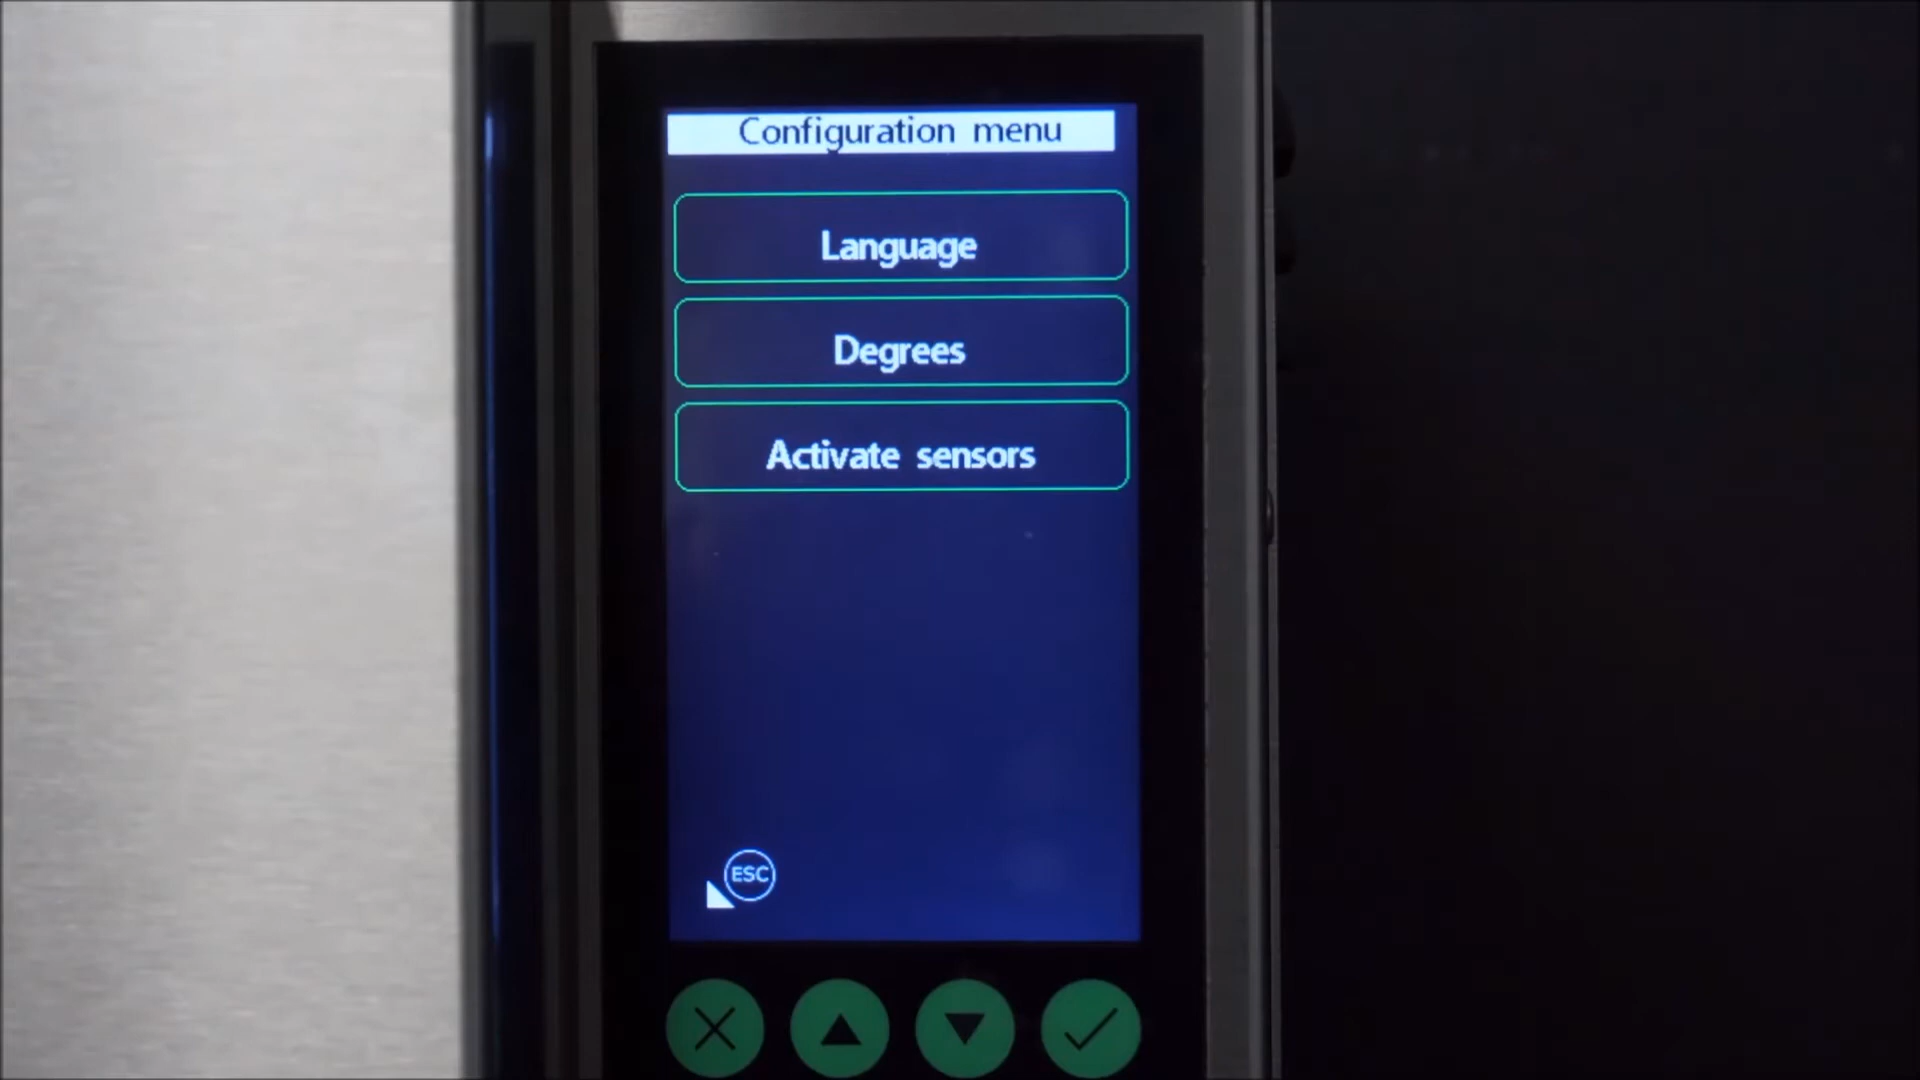 Configuration menu
Language
Degrees
Activate sensors
ESC